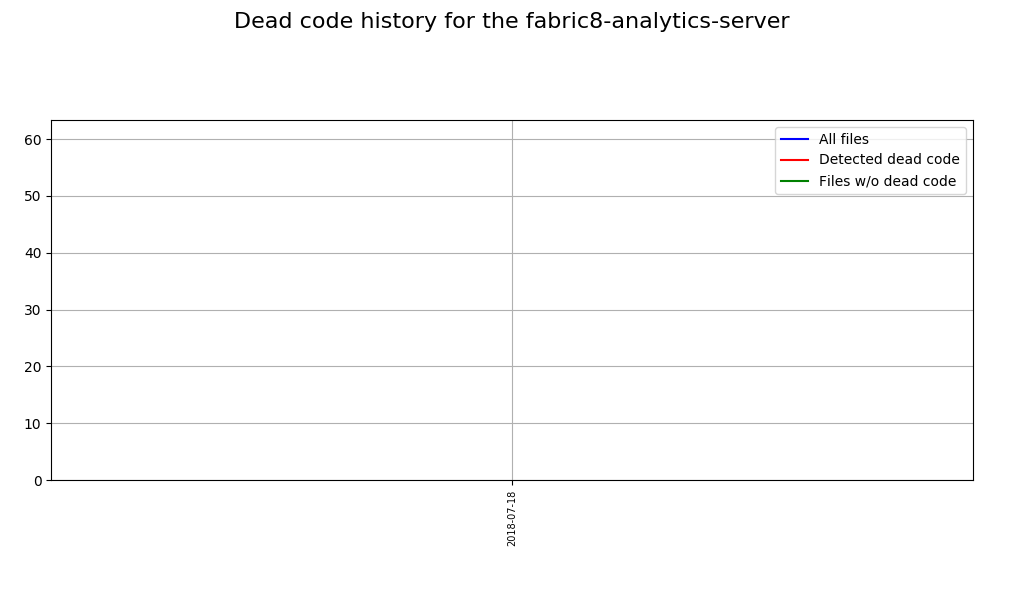 Dead code history for the fabric8-analytics-server
60
50
40
30
20
10
0
All files
Detected dead code
Files w/o dead code
2018-07-18